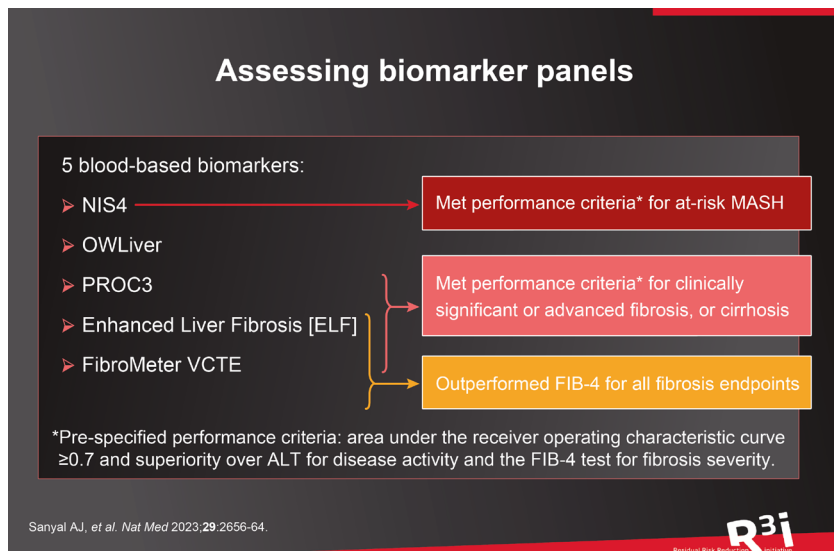 Assessing biomarker panels
5 blood-based biomarkers:
➢ NIS4
Met performance criteria* for at-risk MASH
➢ OWLiver
➢ PROC3
Met performance criteria* for clinically
significant or advanced fibrosis, or cirrhosis
➢ Enhanced Liver Fibrosis [ELF]
➢ FibroMeter VCTE
Outperformed FIB-4 for all fibrosis endpoints
*Pre-specified performance criteria: area under the receiver operating characteristic curve
≥0.7 and superiority over ALT for disease activity and the FIB-4 test for fibrosis severity.
Sanyal AJ, et al. Nat Med 2023;29:2656-64.
R3i
Residual Risk Reduction Initiative